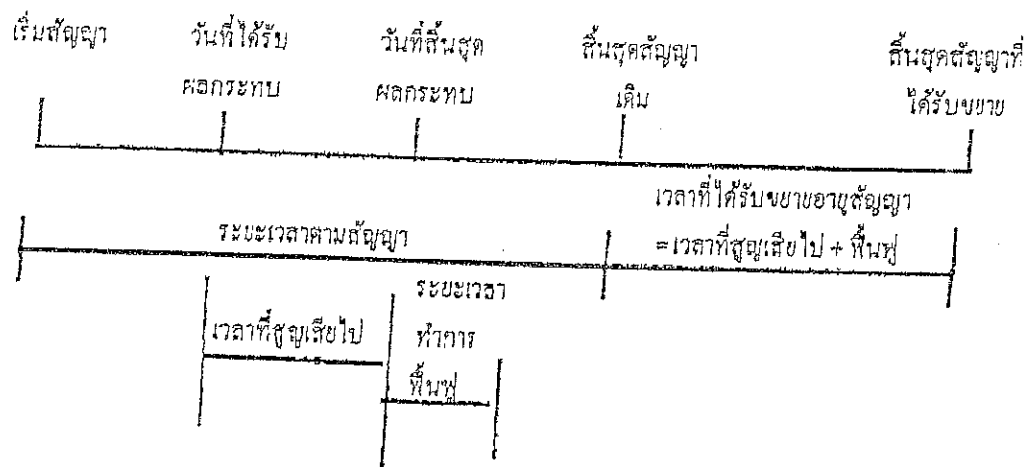 เริ่มสัญญา
วันที่ได้รับ
ผลกระทบ
วันที่สิ้นสุด
ผลกระทบ
สิ้นสุดสัญญา
เดิม
สิ้นสุดสัญญาที่
ได้รับขยาย
เวลาที่ได้รับขยายอายุสัญญา
=เวลาที่สูญเสียไป + ฟื้นฟู
ระยะเวลาตามสัญญา
เวลาที่สูญเสียไป
ระยะเวลา
ทำการ
ฟื้นฟู